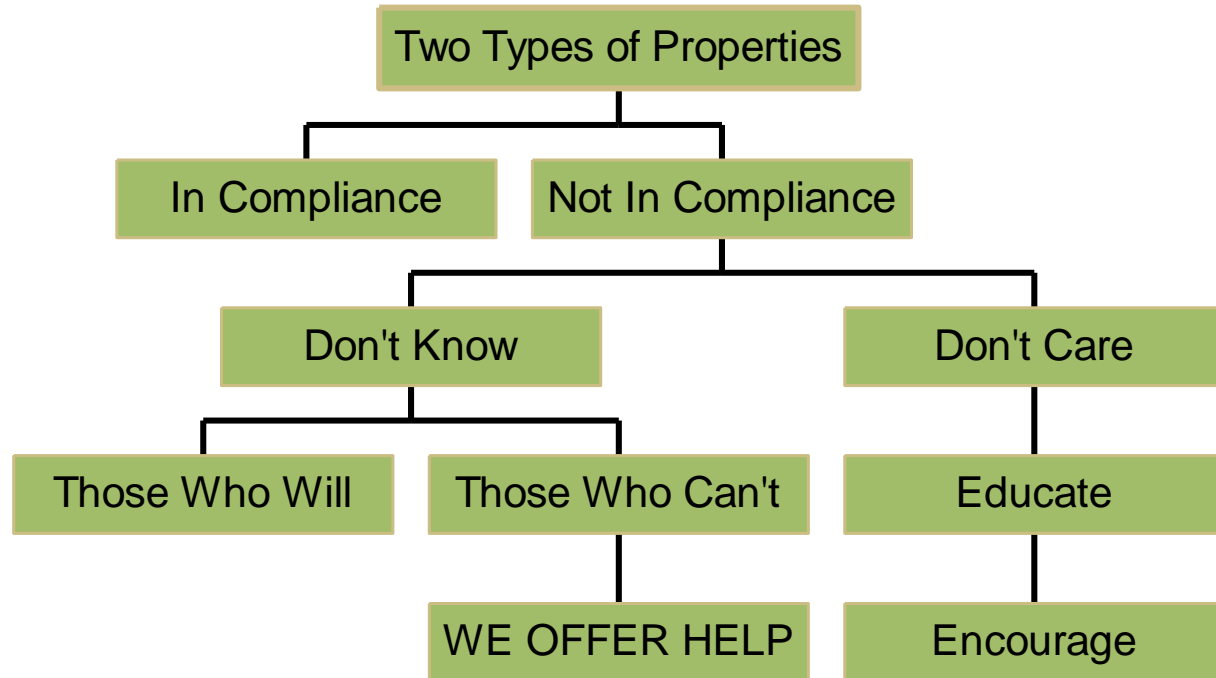 Two Types of Properties
In Compliance
Not In Compliance
Don't Know
Don't Care
Those Who Will
Those Who Can't
Educate
WE OFFER HELP
Encourage